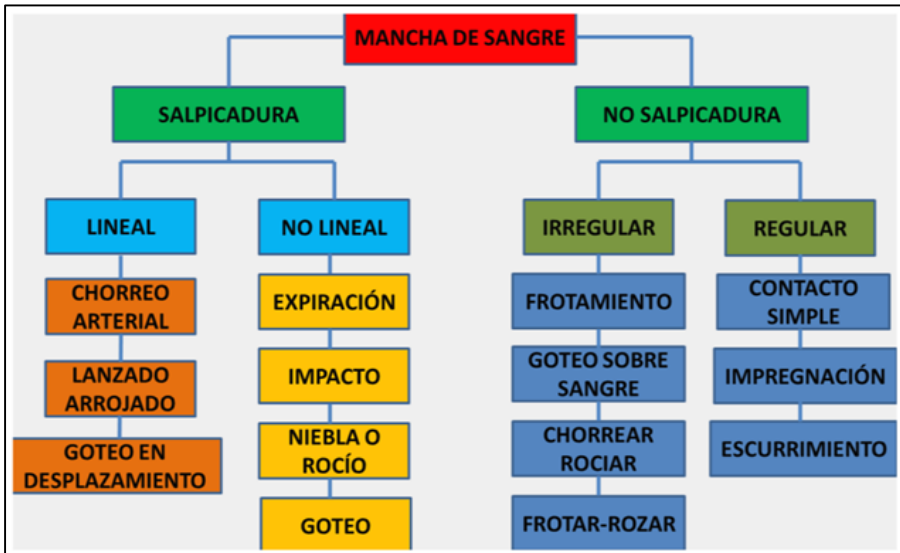 MANCHA DE SANGRE
SALPICADURA
NO SALPICADURA
LINEAL
NO LINEAL
IRREGULAR
REGULAR
CHORREO
ARTERIAL
LANZADO
ARROJADO
GOTEO EN
DESPLAZAMIENTO
EXPIRACIÓN
IMPACTO
NIEBLA O
ROCÍO
GOTEO
FROTAMIENTO
GOTEO SOBRE
SANGRE
CHORREAR
ROCIAR
FROTAR-ROZAR
CONTACTO
SIMPLE
IMPREGNACIÓN
ESCURRIMIENTO